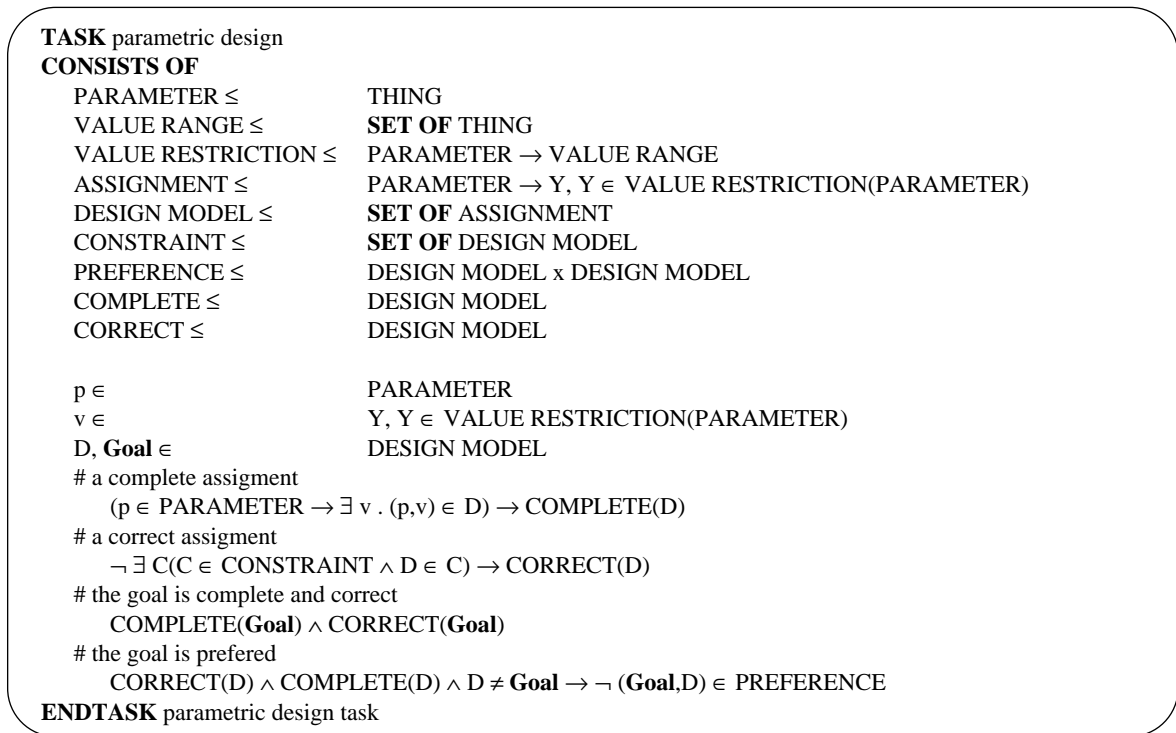 TASK parametric design
CONSISTS OF
PARAMETER ≤ THING
VALUE RANGE ≤ SET OF THING
VALUE RESTRICTION ≤ PARAMETER → VALUE RANGE
ASSIGNMENT ≤ PARAMETER → Y, Y ∈ VALUE RESTRICTION(PARAMETER)
DESIGN MODEL ≤ SET OF ASSIGNMENT
CONSTRAINT ≤ SET OF DESIGN MODEL
PREFERENCE ≤ DESIGN MODEL x DESIGN MODEL
COMPLETE ≤ DESIGN MODEL
CORRECT ≤ DESIGN MODEL
p ∈ PARAMETER
v ∈ Y, Y ∈ VALUE RESTRICTION(PARAMETER)
D, Goal ∈ DESIGN MODEL
# a complete assigment
(p ∈ PARAMETER → ∃ v . (p,v) ∈ D) → COMPLETE(D)
# a correct assigment
¬ ∃ C(C ∈ CONSTRAINT ∧ D ∈ C) → CORRECT(D)
# the goal is complete and correct
COMPLETE(Goal) ∧ CORRECT(Goal)
# the goal is prefered
CORRECT(D) ∧ COMPLETE(D) ∧ D ≠ Goal → ¬ (Goal,D) ∈ PREFERENCE
ENDTASK parametric design task